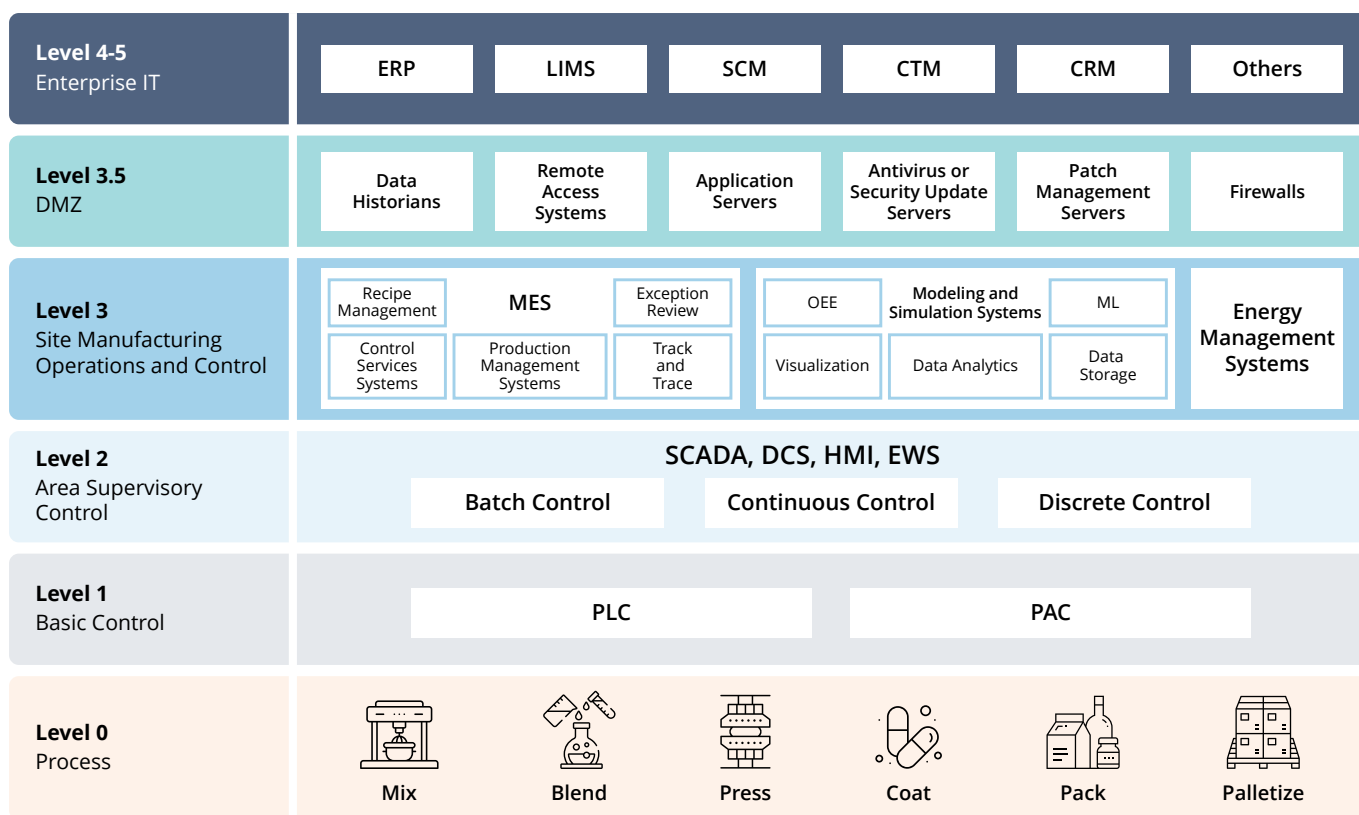 Level 4-5
Enterprise IT
ERP
LIMS
SCM
CTM
CRM
Others
Level 3.5
DMZ
Data
Historians
Remote
Access
Systems
Application
Servers
Antivirus or
Security Update
Servers
Patch
Management
Servers
Firewalls
Level 3
Site Manufacturing
Operations and Control
Recipe
Management
MES
Exception
Review
Control
Services
Systems
Production
Management
Systems
Track
and
Trace
OEE
Modeling and
Simulation Systems
ML
Visualization
Data Analytics
Data
Storage
Energy
Management
Systems
Level 2
Area Supervisory
Control
SCADA, DCS, HMI, EWS
Batch Control
Continuous Control
Discrete Control
Level 1
Basic Control
PLC
PAC
Level 0
Process
Mix
Blend
Press
Coat
Pack
Palletize